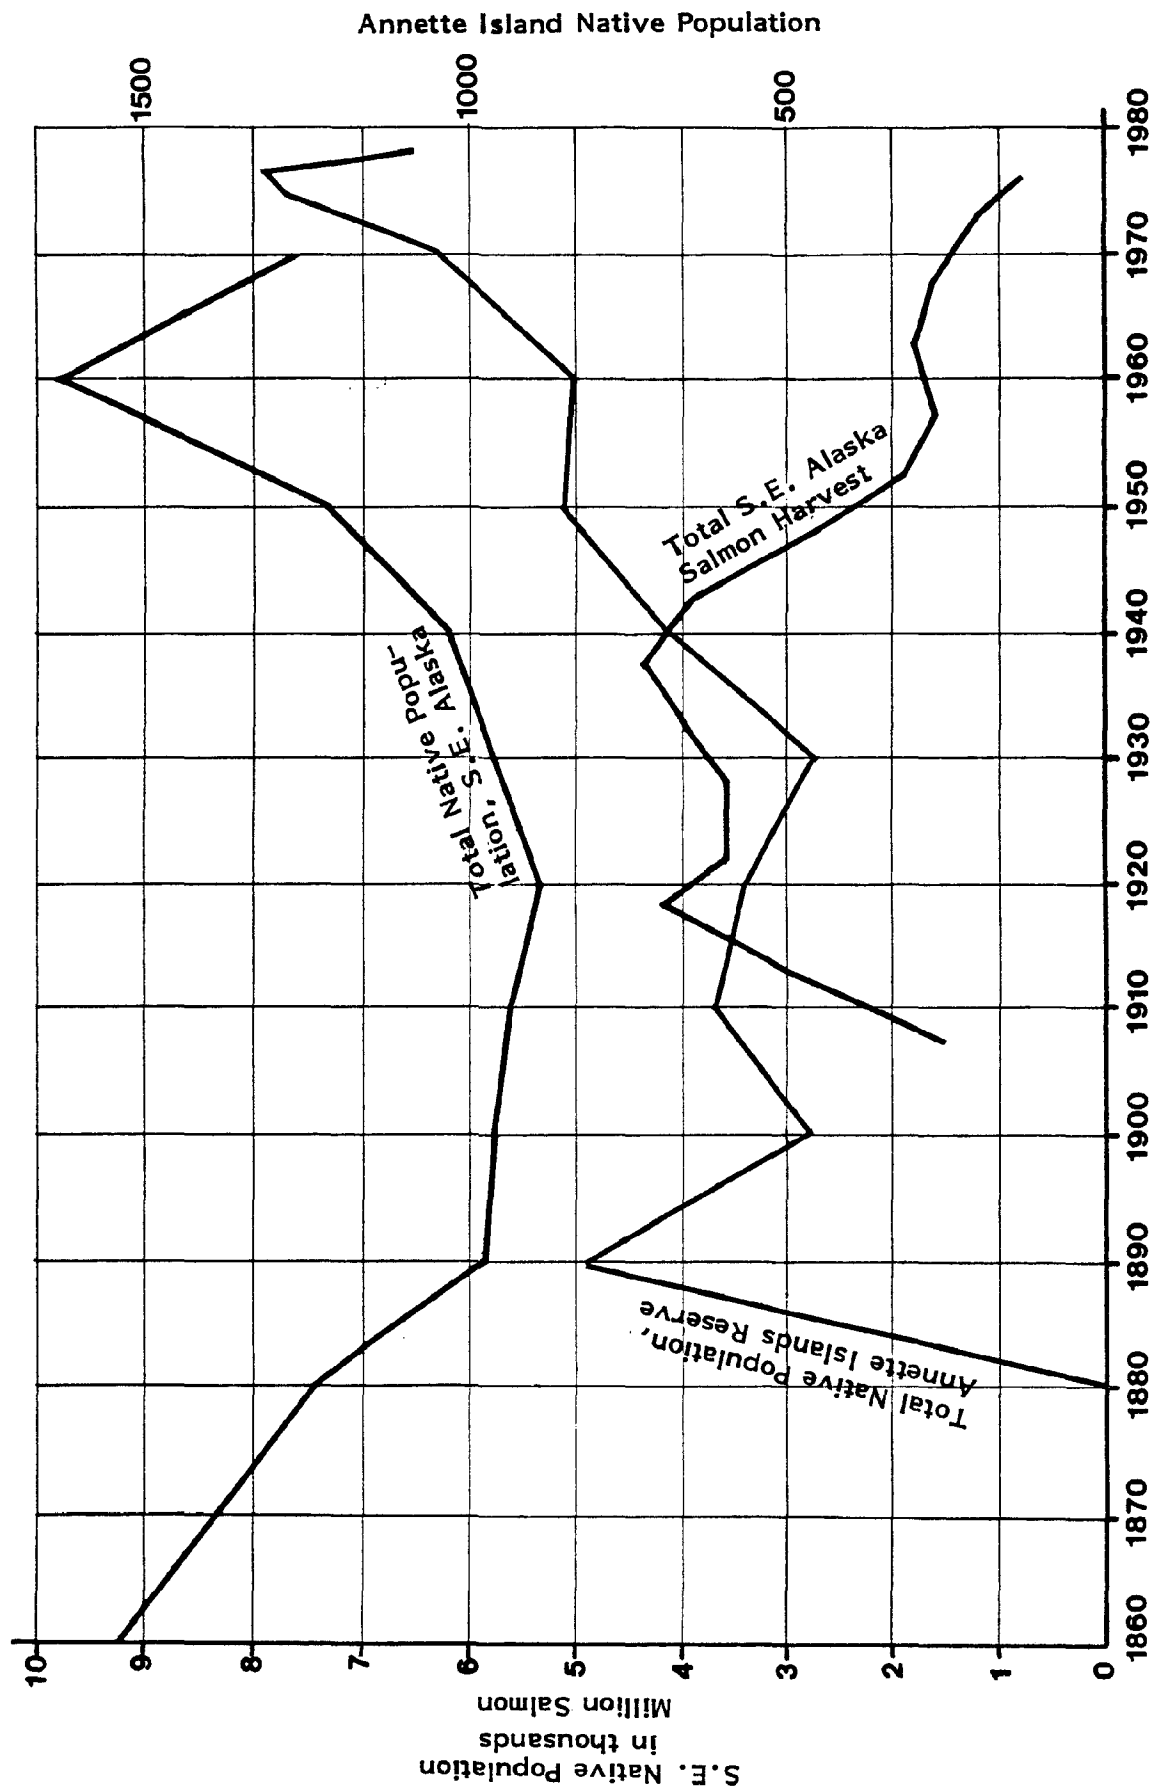 Annette Island Native Population
1500
1000
500
10
9
8
7
6
5
4
3
2
1
0
1860
1870
1880
1890
1900
1910
1920
1930
1940
1950
1960
1970
1980
Total Native Popu-
lation, S.E. Alaska
Total S.E. Alaska
Salmon Harvest
Total Native Population,
Annette Islands Reserve
S.E. Native Population
in thousands
Million Salmon